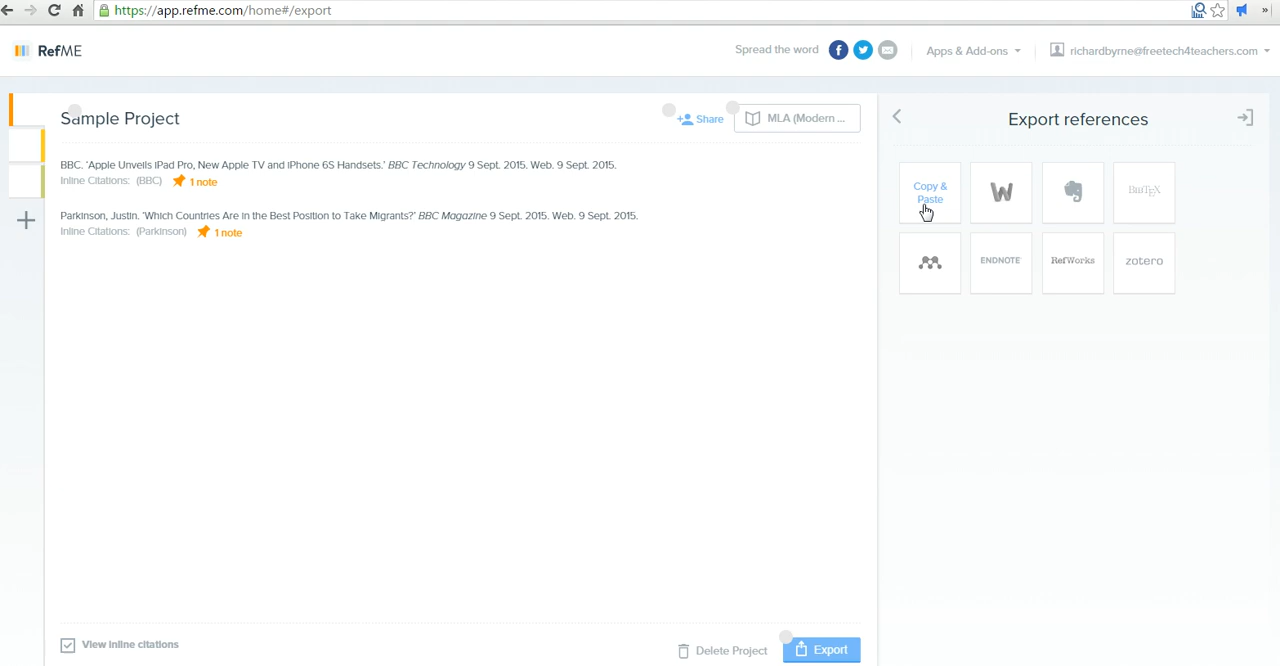 https://app.refme.com/home#/export
»
RefME
Spread the word
Apps & Add-ons
richardbyrne@freetech4teachers.com
Sample Project
Share
MLA (Modern ...
Export references
BBC. 'Apple Unveils iPad Pro, New Apple TV and iPhone 6S Handsets.' BBC Technology 9 Sept. 2015. Web. 9 Sept. 2015.
Inline Citations: (BBC) 1 note
Parkinson, Justin. 'Which Countries Are in the Best Position to Take Migrants?' BBC Magazine 9 Sept. 2015. Web. 9 Sept. 2015.
Inline Citations: (Parkinson) 1 note
Copy &
Paste
W
BibTeX
ENDNOTE
RefWorks
zotero
View inline citations
Delete Project
Export